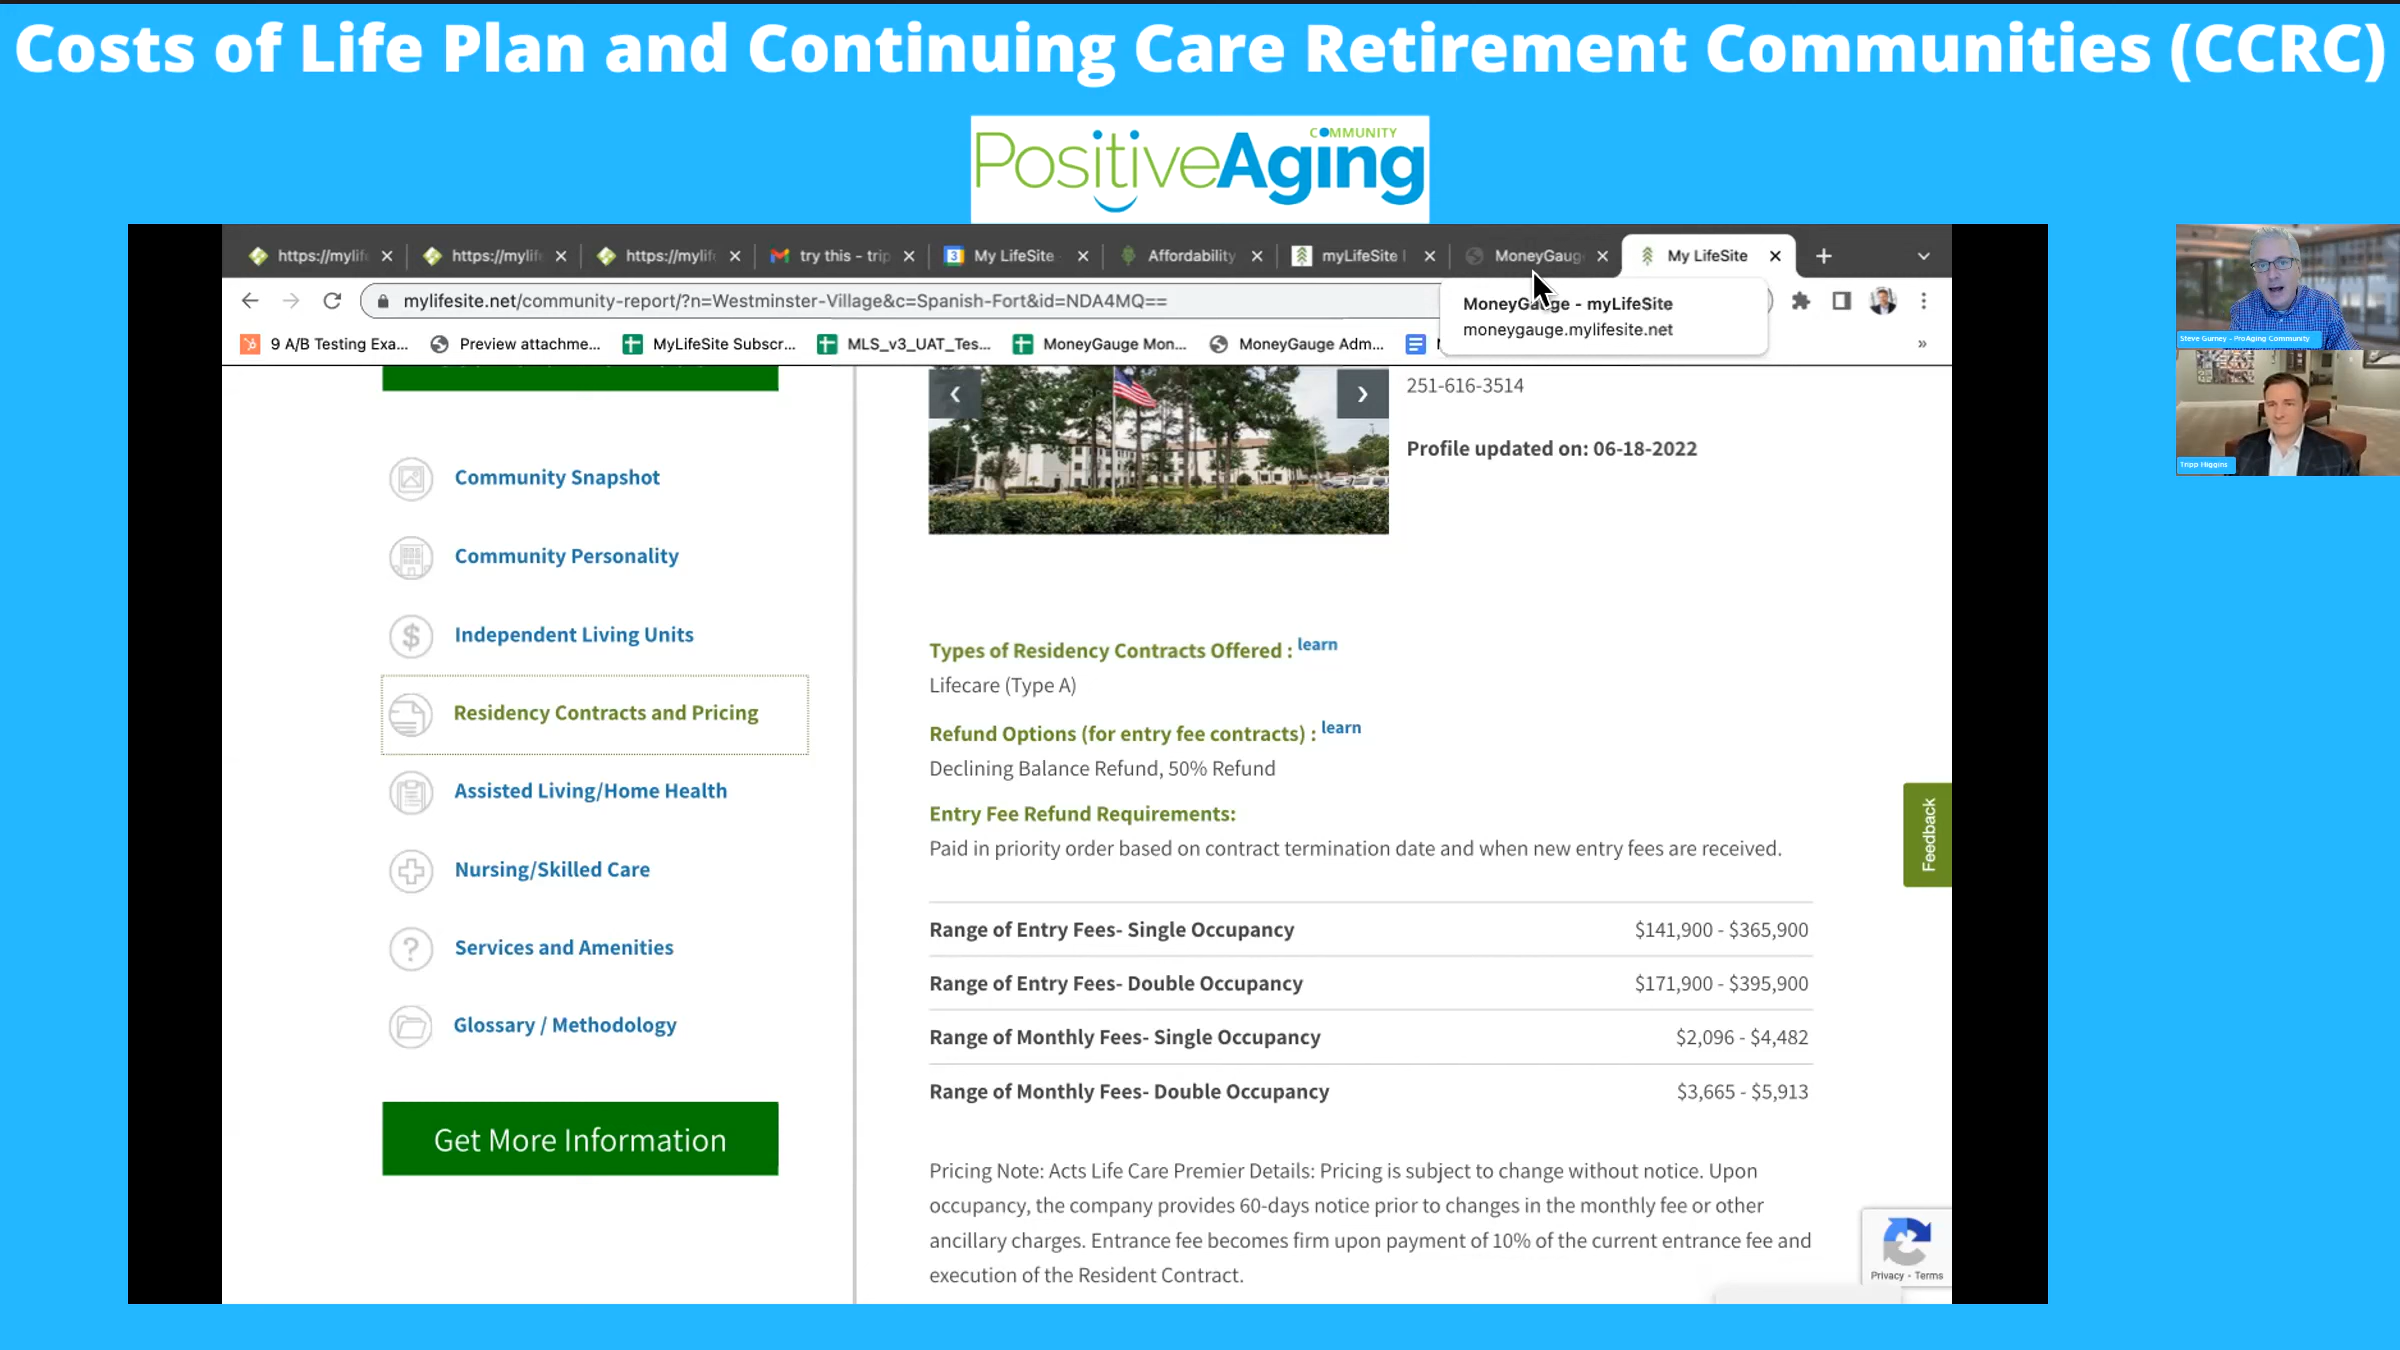 Costs of Life Plan and Continuing Care Retirement Communities (CCRC)
COMMUNITY
PositiveAging
https://mylif
https://mylif
https://mylif
try this - trip
3
My LifeSite
Affordability
myLifeSite
MoneyGaug
My LifeSite
mylifesite.net/community-report/?n=Westminster-Village&c=Spanish-Fort&id=NDA4MQ==
MoneyGauge - myLifeSite
moneygauge.mylifesite.net
9 A/B Testing Exa...
Preview attachme...
MyLifeSite Subscr...
MLS_v3_UAT_Tes...
MoneyGauge Mon...
MoneyGauge Adm...
Steve Gurney - ProAging Community
Tripp Higgins
251-616-3514
Profile updated on: 06-18-2022
Community Snapshot
Community Personality
Independent Living Units
Residency Contracts and Pricing
Assisted Living/Home Health
Nursing/Skilled Care
Services and Amenities
Glossary / Methodology
Get More Information
Types of Residency Contracts Offered : learn
Lifecare (Type A)
Refund Options (for entry fee contracts) : learn
Declining Balance Refund, 50% Refund
Entry Fee Refund Requirements:
Paid in priority order based on contract termination date and when new entry fees are received.
Range of Entry Fees- Single Occupancy $141,900 - $365,900
Range of Entry Fees- Double Occupancy $171,900 - $395,900
Range of Monthly Fees- Single Occupancy $2,096 - $4,482
Range of Monthly Fees- Double Occupancy $3,665 - $5,913
Pricing Note: Acts Life Care Premier Details: Pricing is subject to change without notice. Upon
occupancy, the company provides 60-days notice prior to changes in the monthly fee or other
ancillary charges. Entrance fee becomes firm upon payment of 10% of the current entrance fee and
execution of the Resident Contract.
Feedback
Privacy - Terms